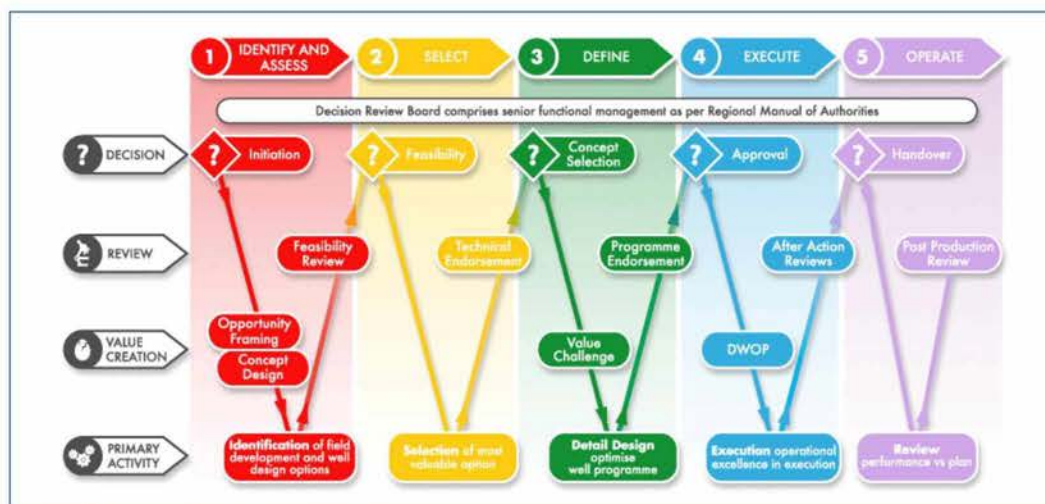 1
IDENTIFY AND
ASSESS
2
SELECT
3
DEFINE
4
EXECUTE
5
OPERATE
Decision Review Board comprises senior functional management as per Regional Manual of Authorities
? DECISION
?
Initiation
?
Feasibility
?
Concept
Selection
?
Approval
?
Handover
REVIEW
Feasibility
Review
Technical
Endorsement
Programme
Endorsement
After Action
Reviews
Post Production
Review
VALUE
CREATION
Opportunity
Framing
Concept
Design
Value
Challenge
DWOP
PRIMARY
ACTIVITY
Identification of field
development and well
design options
Selection of most
valuable option
Detail Design
optimise
well programme
Execution operational
excellence in execution
Review
performance vs plan